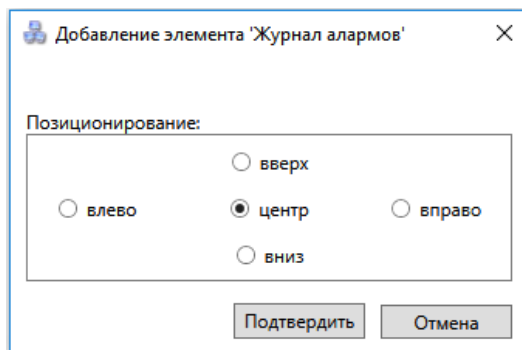 Добавление элемента 'Журнал алармов'
Позиционирование:
вверх
влево центр вправо
вниз
Подтвердить Отмена